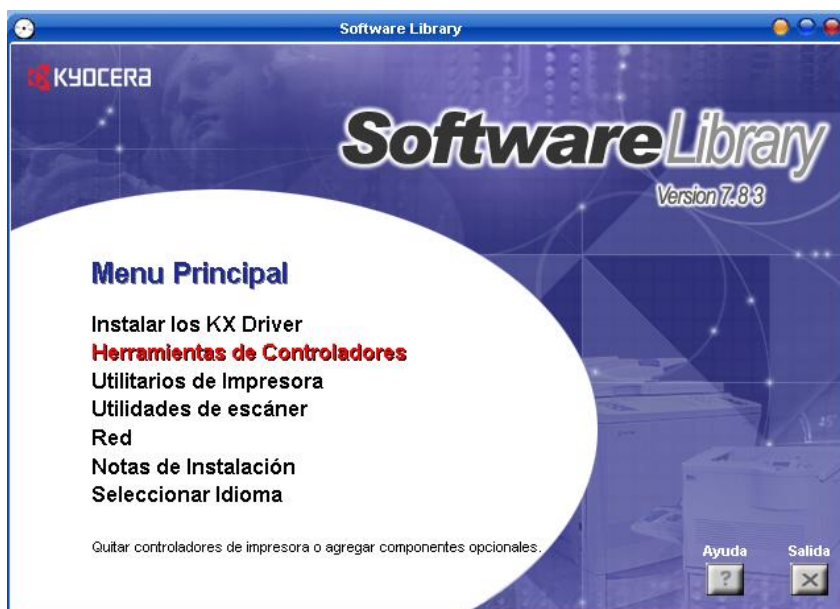 Software Library
KYOCERA
SoftwareLibrary
Version 7.8.3
Menu Principal
Instalar los KX Driver
Herramientas de Controladores
Utilitarios de Impresora
Utilidades de escáner
Red
Notas de Instalación
Seleccionar Idioma
Quitar controladores de impresora o agregar componentes opcionales.
Ayuda Salida
?